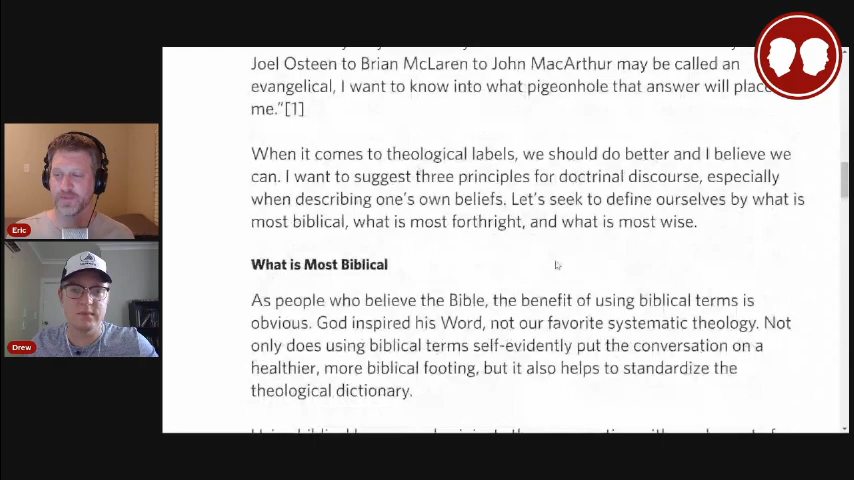 Joel Osteen to Brian McLaren to John MacArthur may be called an
evangelical, I want to know into what pigeonhole that answer will place
me."[1]
When it comes to theological labels, we should do better and I believe we
can. I want to suggest three principles for doctrinal discourse, especially
when describing one's own beliefs. Let's seek to define ourselves by what is
most biblical, what is most forthright, and what is most wise.
What is Most Biblical
As people who believe the Bible, the benefit of using biblical terms is
obvious. God inspired his Word, not our favorite systematic theology. Not
only does using biblical terms self-evidently put the conversation on a
healthier, more biblical footing, but it also helps to standardize the
theological dictionary.
Eric
Drew